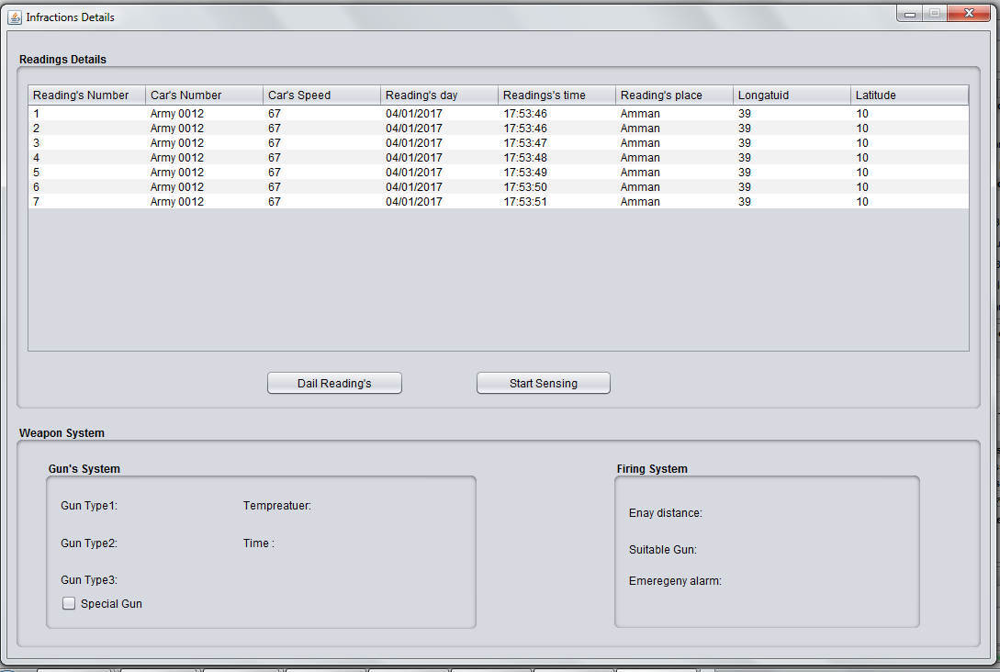 Infractions Details
Readings Details
Reading's Number Car's Number Car's Speed Reading's day Readings's time Reading's place Longatuid Latitude
1 Army 0012 67 04/01/2017 17:53:46 Amman 39 10
2 Army 0012 67 04/01/2017 17:53:46 Amman 39 10
3 Army 0012 67 04/01/2017 17:53:47 Amman 39 10
4 Army 0012 67 04/01/2017 17:53:48 Amman 39 10
5 Army 0012 67 04/01/2017 17:53:49 Amman 39 10
6 Army 0012 67 04/01/2017 17:53:50 Amman 39 10
7 Army 0012 67 04/01/2017 17:53:51 Amman 39 10
Dail Reading's Start Sensing
Weapon System
Gun's System Firing System
Gun Type1: Tempreatuer: Enay distance:
Gun Type2: Time : Suitable Gun:
Gun Type3: Emeregeny alarm:
Special Gun